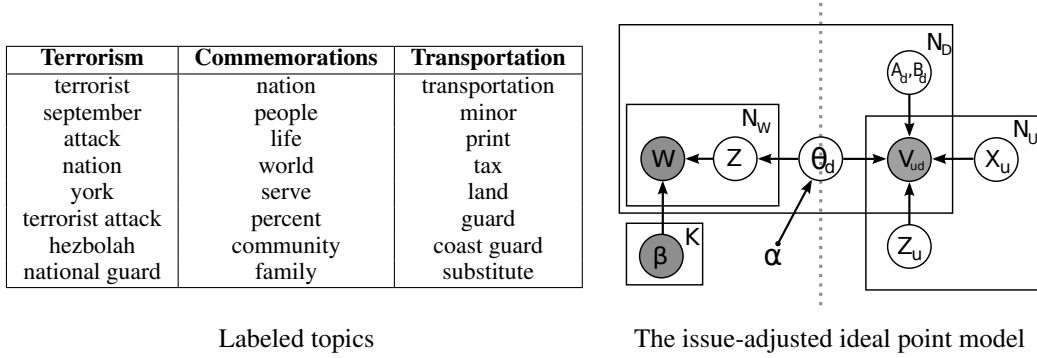 Terrorism Commemorations Transportation
terrorist nation transportation
september people minor
attack life print
nation world tax
york serve land
terrorist attack percent guard
hezbolah community coast guard
national guard family substitute
Labeled topics
N_D
A_d,B_d
N_W
N_U
W Z θ_d V_ud X_u
K
β α Z_u
The issue-adjusted ideal point model